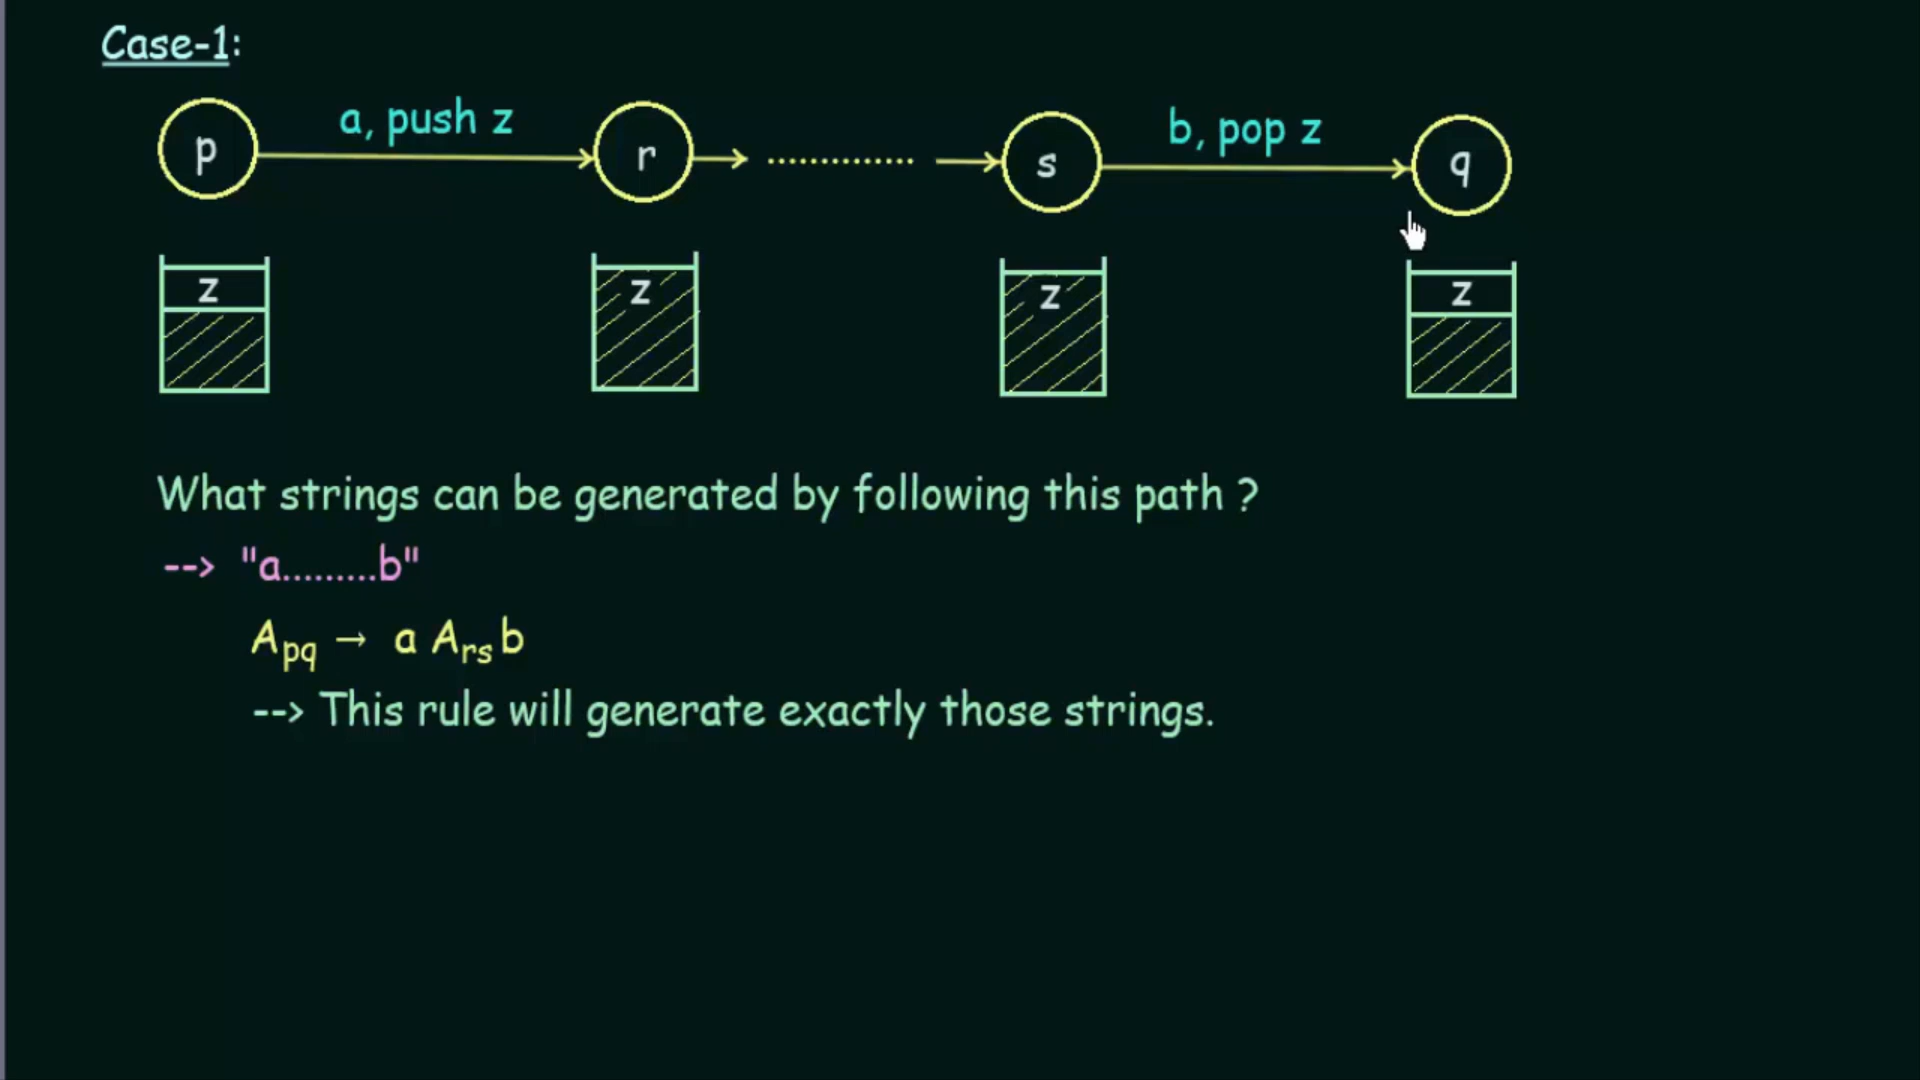 Case-1:
a, push z
b, pop z
p
r
s
q
z
z
z
z
What strings can be generated by following this path ?
--> "a.........b"
Apq → a Ars b
--> This rule will generate exactly those strings.